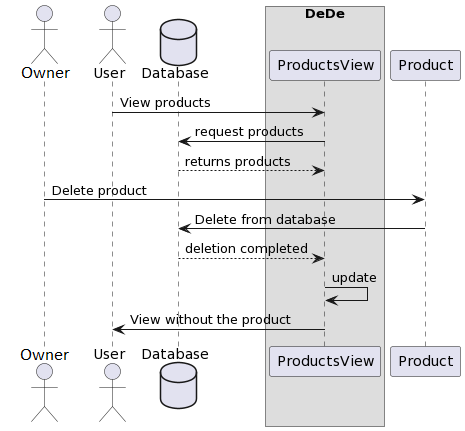 DeDe
Owner
User
Database
ProductsView
Product
View products
request products
returns products
Delete product
Delete from database
deletion completed
update
View without the product
Owner
User
Database
ProductsView
Product